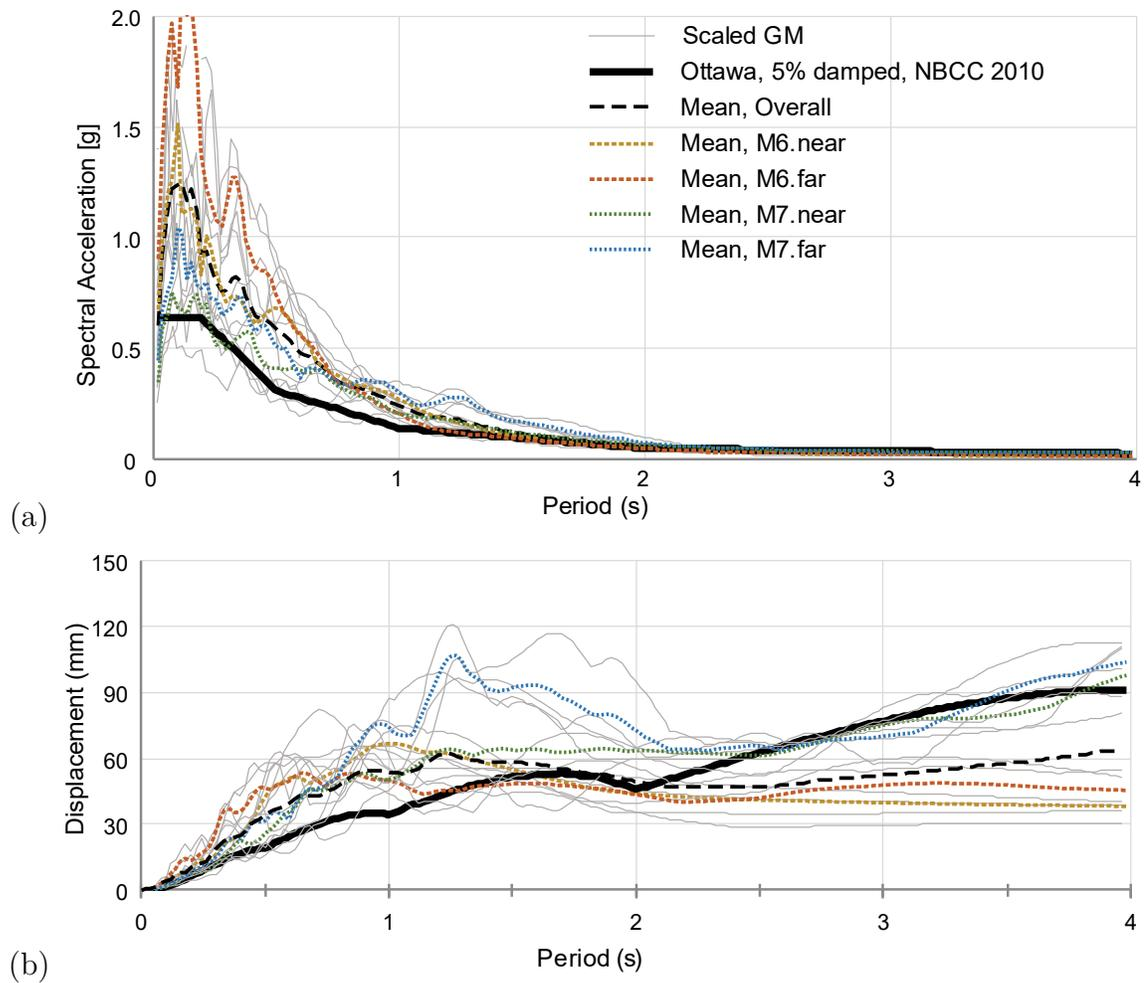 2.0
Scaled GM
Ottawa, 5% damped, NBCC 2010
Mean, Overall
1.5
Mean, M6.near
Mean, M6.far
Mean, M7.near
1.0
Mean, M7.far
0.5
0
Spectral Acceleration [g]
0 1 2 3 4
Period (s)
(a)
150
120
90
60
30
0
Displacement (mm)
0 1 2 3 4
Period (s)
(b)